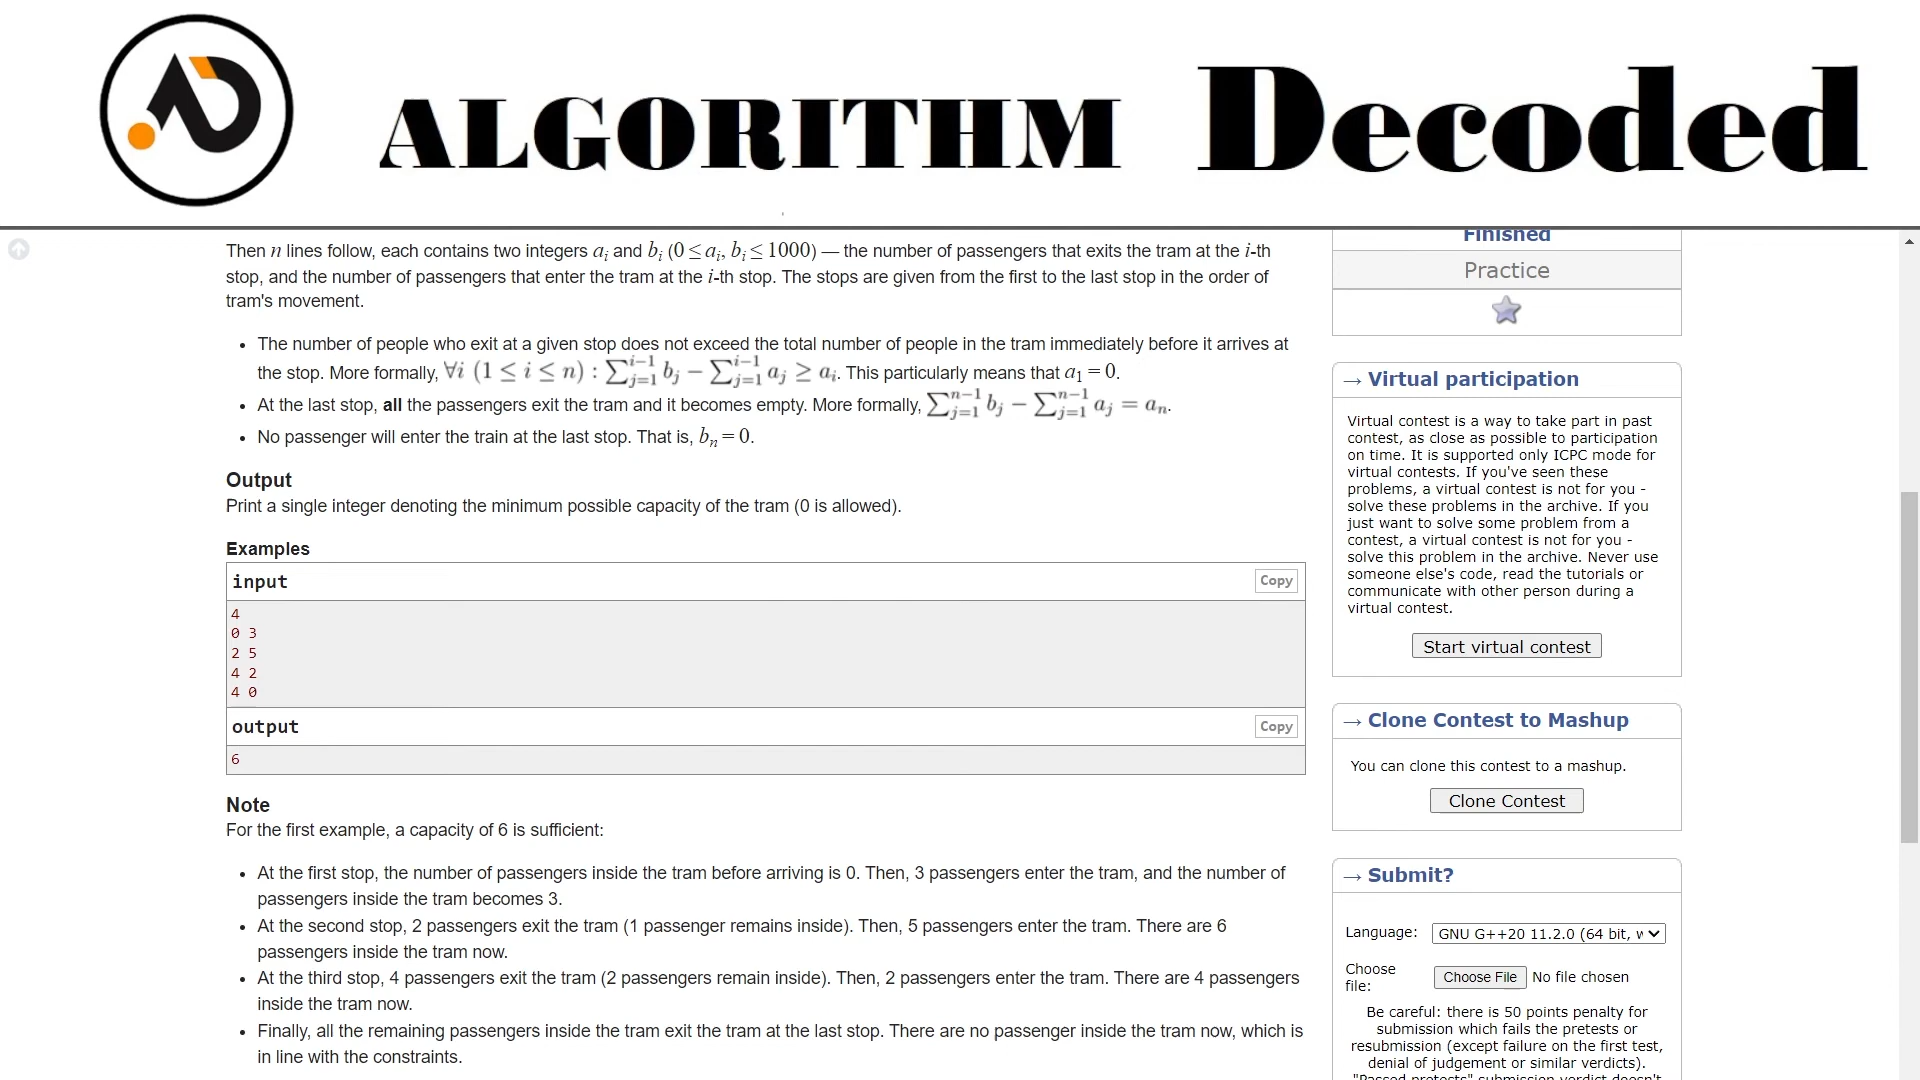 ALGORITHM Decoded
Then n lines follow, each contains two integers aᵢ and bᵢ (0 ≤ aᵢ, bᵢ ≤ 1000) — the number of passengers that exits the tram at the i-th
stop, and the number of passengers that enter the tram at the i-th stop. The stops are given from the first to the last stop in the order of
tram's movement.
• The number of people who exit at a given stop does not exceed the total number of people in the tram immediately before it arrives at
the stop. More formally, ∀i (1 ≤ i ≤ n) : ∑_{j=1}^{i−1} b_j − ∑_{j=1}^{i−1} a_j ≥ a_i. This particularly means that a₁ = 0.
• At the last stop, all the passengers exit the tram and it becomes empty. More formally, ∑_{j=1}^{n−1} b_j − ∑_{j=1}^{n−1} a_j = a_n.
• No passenger will enter the train at the last stop. That is, b_n = 0.
Output
Print a single integer denoting the minimum possible capacity of the tram (0 is allowed).
Examples
input
Copy
4
0 3
2 5
4 2
4 0
output
Copy
6
Note
For the first example, a capacity of 6 is sufficient:
• At the first stop, the number of passengers inside the tram before arriving is 0. Then, 3 passengers enter the tram, and the number of
passengers inside the tram becomes 3.
• At the second stop, 2 passengers exit the tram (1 passenger remains inside). Then, 5 passengers enter the tram. There are 6
passengers inside the tram now.
• At the third stop, 4 passengers exit the tram (2 passengers remain inside). Then, 2 passengers enter the tram. There are 4 passengers
inside the tram now.
• Finally, all the remaining passengers inside the tram exit the tram at the last stop. There are no passenger inside the tram now, which is
in line with the constraints.
Finished
Practice
→ Virtual participation
Virtual contest is a way to take part in past
contest, as close as possible to participation
on time. It is supported only ICPC mode for
virtual contests. If you've seen these
problems, a virtual contest is not for you -
solve these problems in the archive. If you
just want to solve some problem from a
contest, a virtual contest is not for you -
solve this problem in the archive. Never use
someone else's code, read the tutorials or
communicate with other person during a
virtual contest.
Start virtual contest
→ Clone Contest to Mashup
You can clone this contest to a mashup.
Clone Contest
→ Submit?
Language: GNU G++20 11.2.0 (64 bit, w
Choose
file:
Choose File No file chosen
Be careful: there is 50 points penalty for
submission which fails the pretests or
resubmission (except failure on the first test,
denial of judgement or similar verdicts).
"Passed pretests" submission verdict doesn't